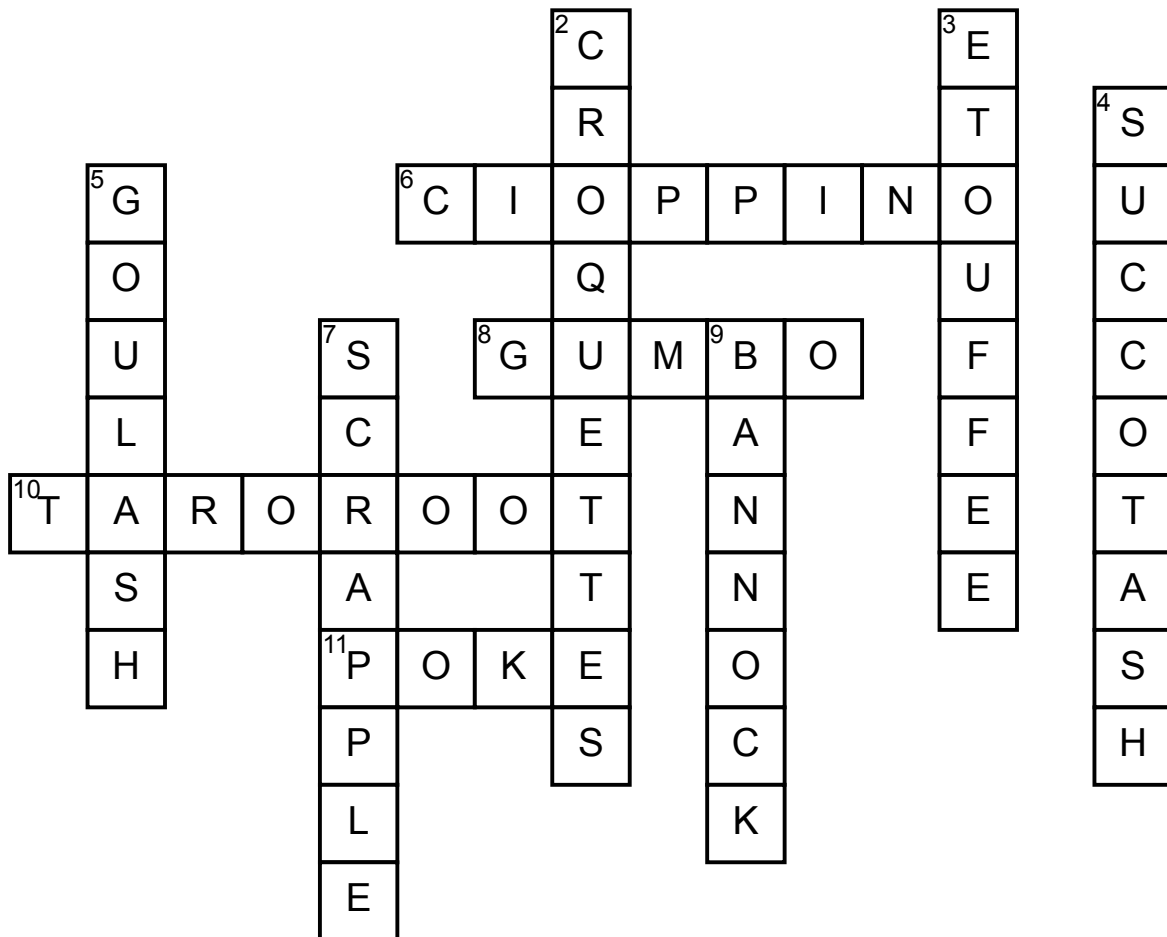 2 C 3 E
R T 4 S
5 G 6 C I O P P I N O U
O Q U C
U 7 S 8 G U M 9 B O F C
L C E A F O
10 T A R O R O O T N E T
S A T N E A
H 11 P O K E O S
P S C H
L K
E